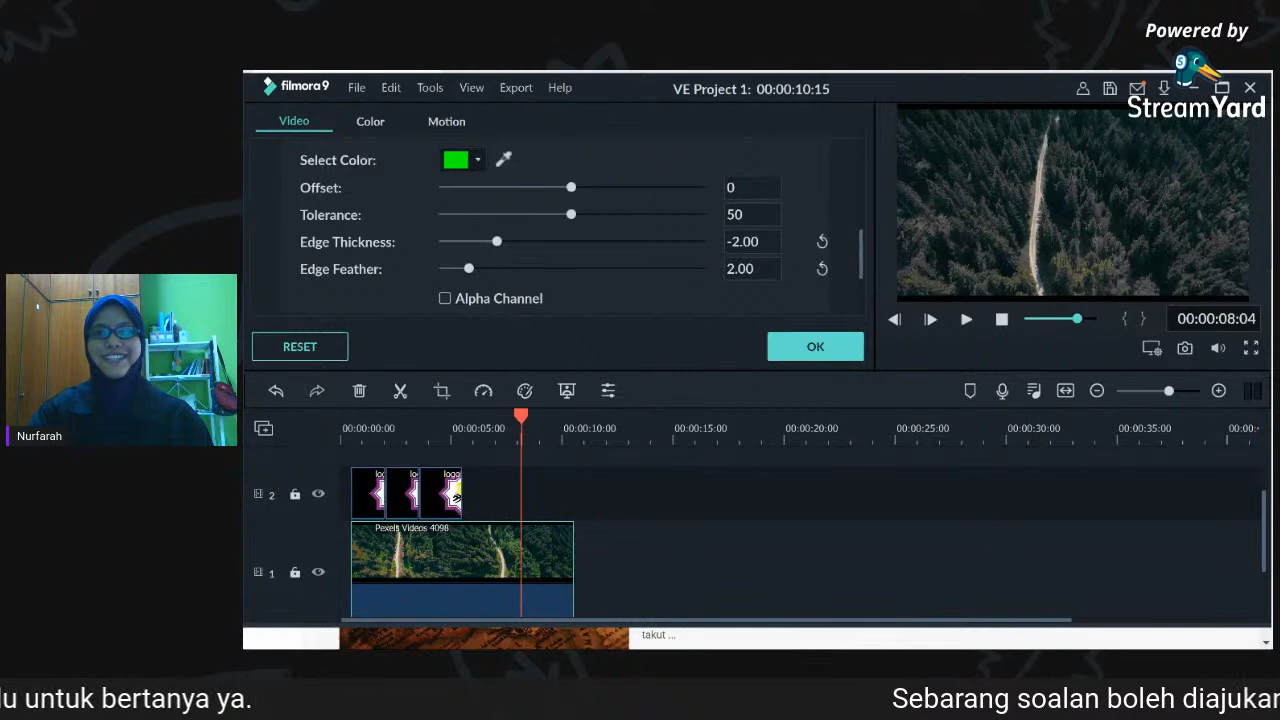 Powered by
StreamYard
filmora9 File Edit Tools View Export Help VE Project 1: 00:00:10:15
Video Color Motion
Select Color:
Offset: 0
Tolerance: 50
Edge Thickness: -2.00
Edge Feather: 2.00
Alpha Channel
RESET OK
00:00:08:04
00:00:00:00 00:00:05:00 00:00:10:00 00:00:15:00 00:00:20:00 00:00:25:00 00:00:30:00 00:00:35:00 00:00:
2
Pexels Videos 4098
1
Nurfarah
takut ...
untuk bertanya ya. Sebarang soalan boleh diajukan